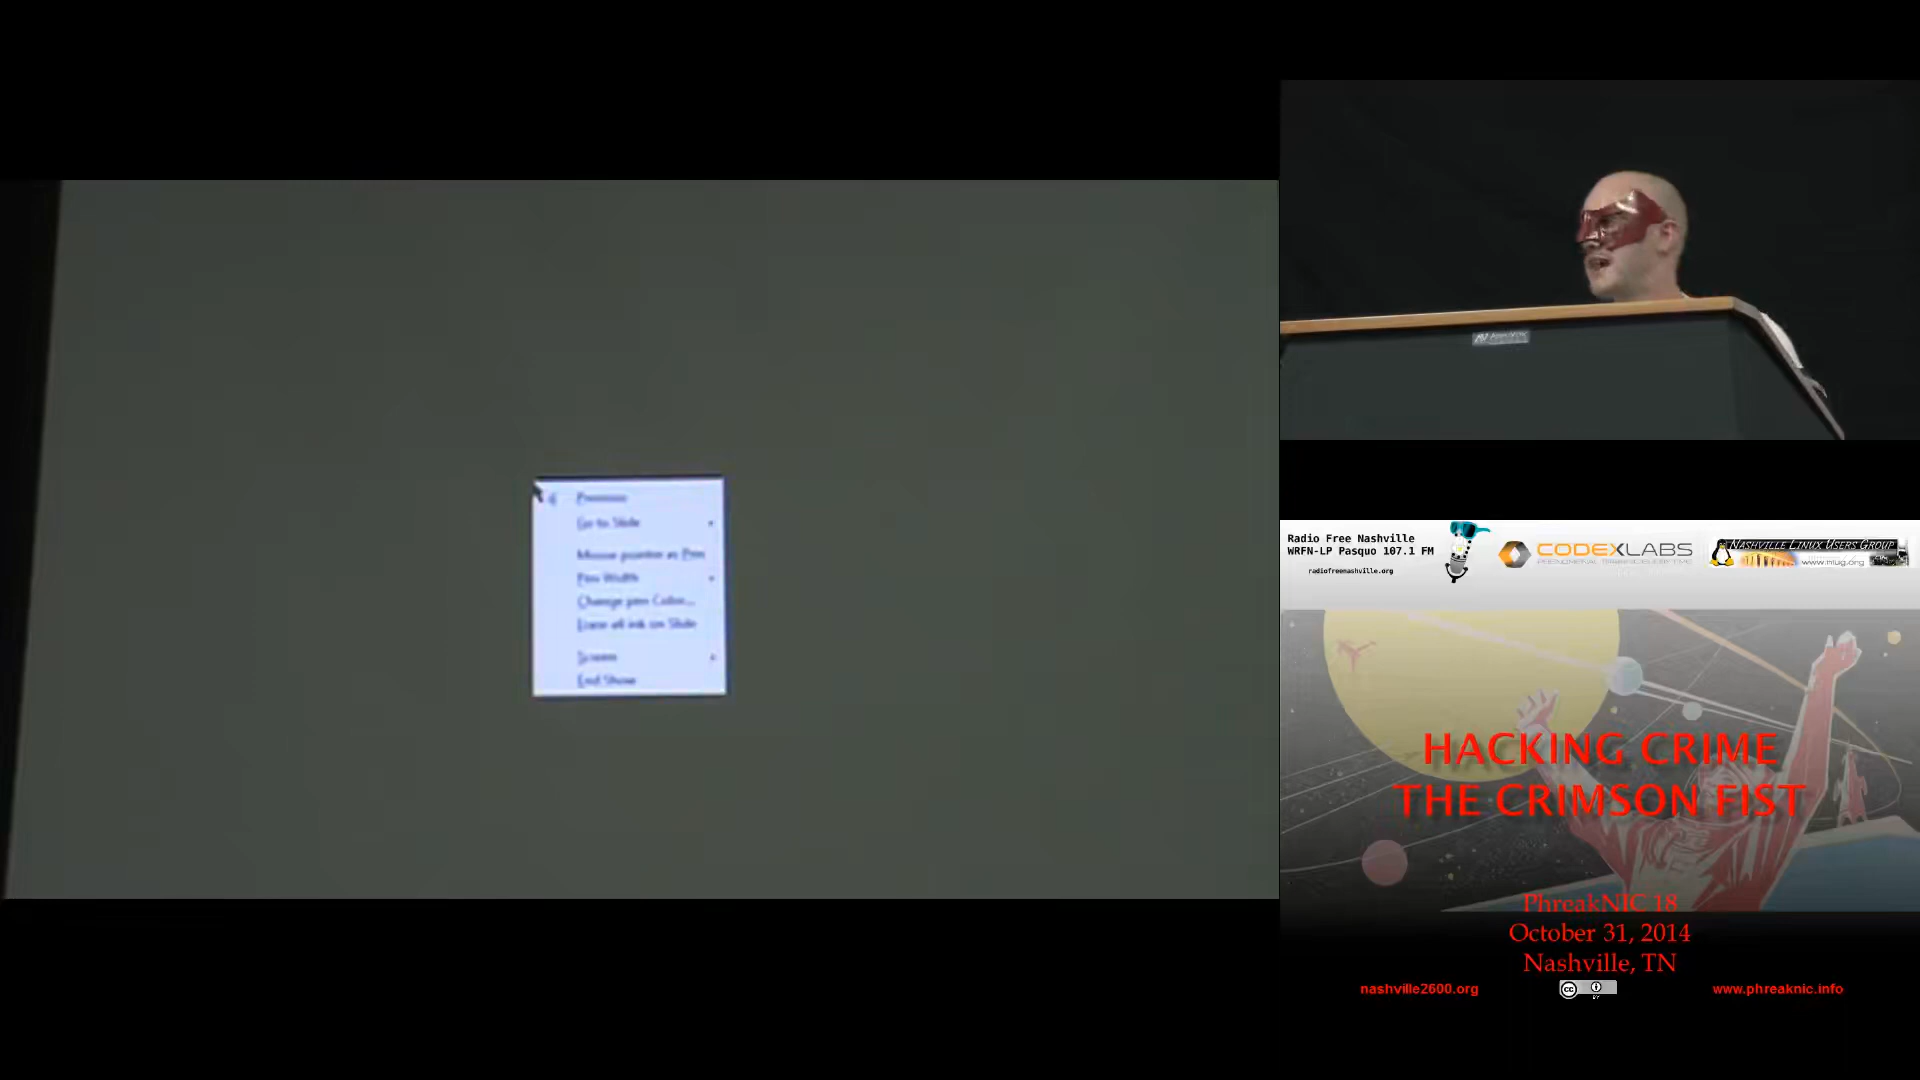 Previous
Go to Slide
Mouse pointer as Pen
Pen Width
Change pen Color...
Erase all ink on Slide
Screen
End Show
Radio Free Nashville
WRFN-LP Pasquo 107.1 FM
radiofreenashville.org
CODEXLABS
NASHVILLE LINUX USERS GROUP
www.nlug.org
HACKING CRIME
THE CRIMSON FIST
PhreakNIC 18
October 31, 2014
Nashville, TN
nashville2600.org
cc
BY
www.phreaknic.info